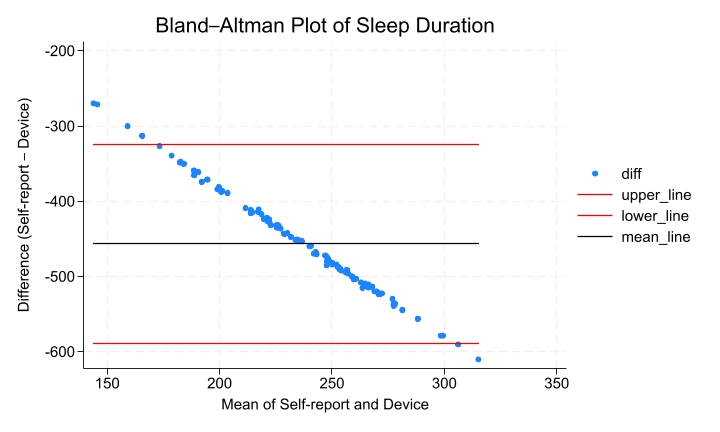 Bland–Altman Plot of Sleep Duration
Difference (Self-report – Device)
-200
-300
-400
-500
-600
150
200
250
300
350
Mean of Self-report and Device
diff
upper_line
lower_line
mean_line